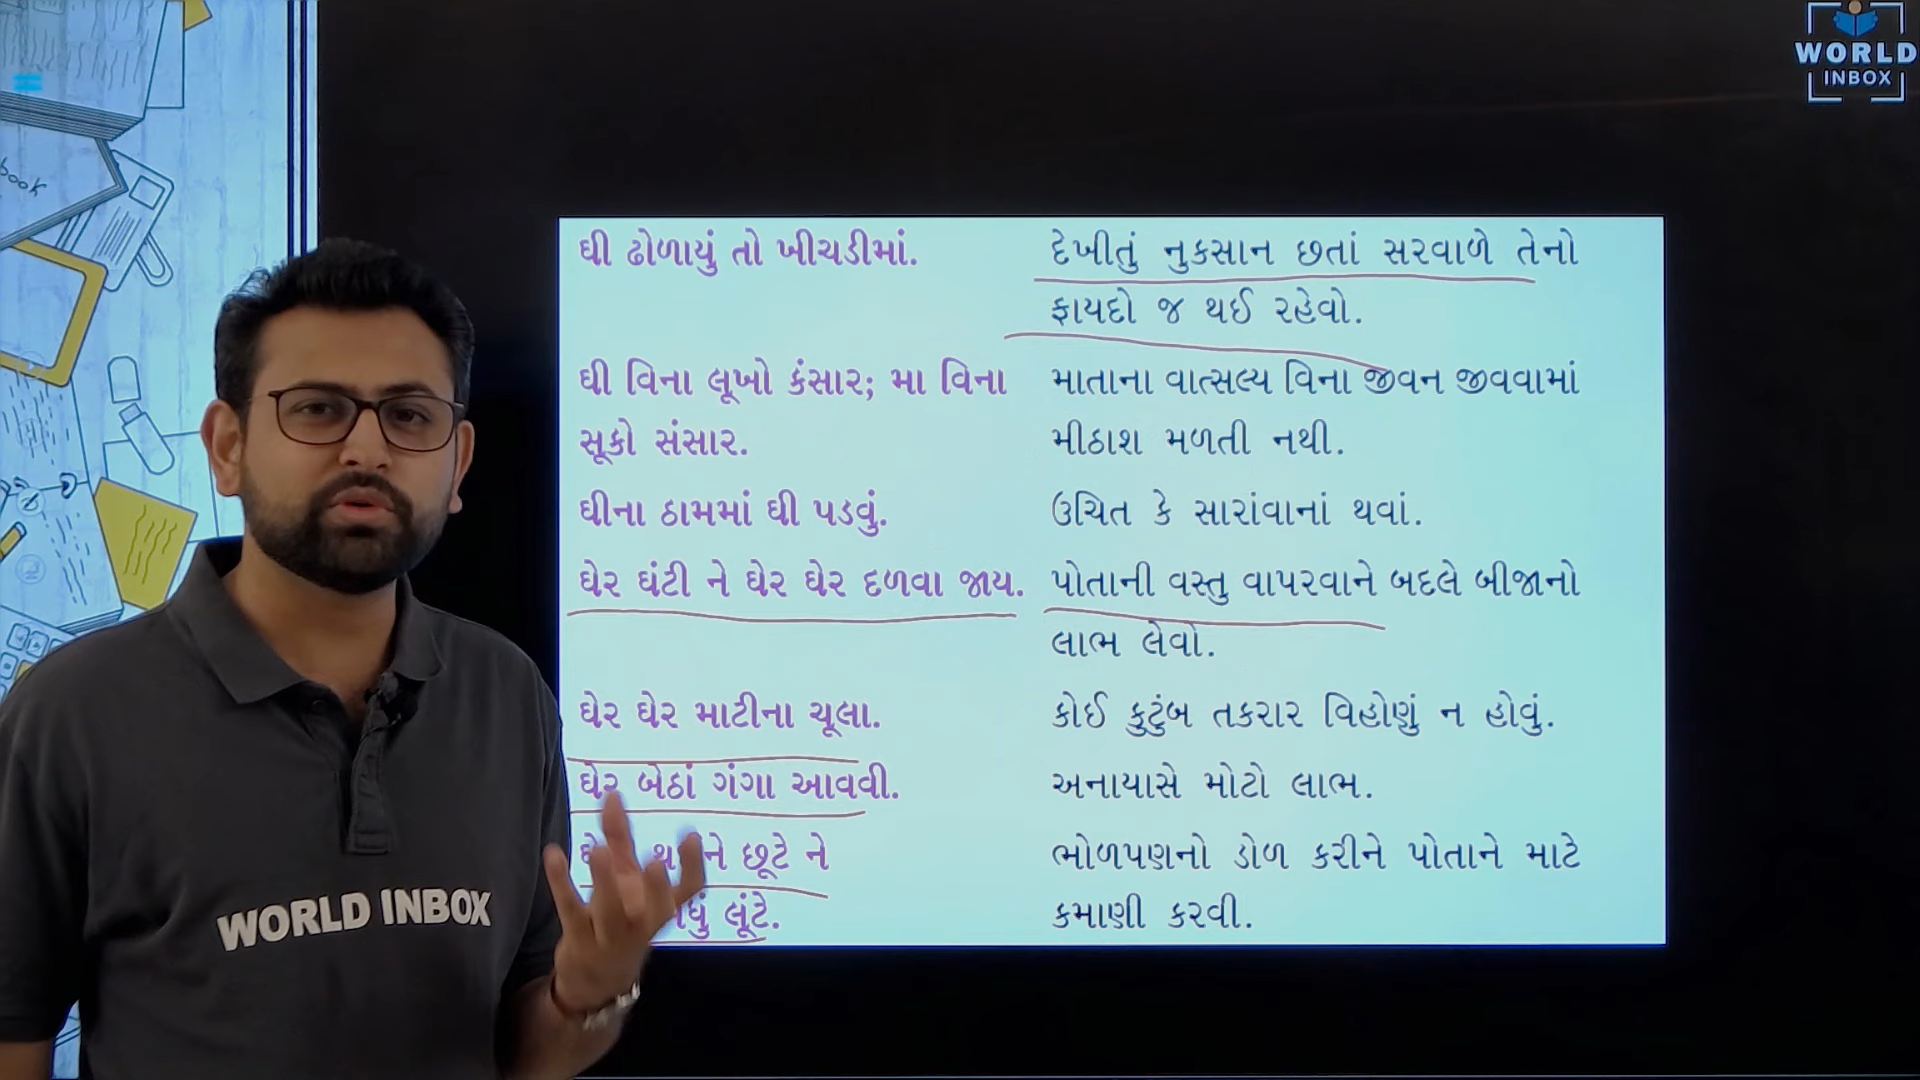 WORLD
INBOX
book
ઘી ઢોળાયું તો ખીચડીમાં.
દેખીતું નુકસાન છતાં સરવાળે તેનો
ફાયદો જ થઈ રહેવો.
ઘી વિના લૂખો કંસાર; મા વિના
સૂકો સંસાર.
માતાના વાત્સલ્ય વિના જીવન જીવવામાં
મીઠાશ મળતી નથી.
ઘીના ઠામમાં ઘી પડવું.
ઉચિત કે સારાંવાનાં થવાં.
ઘેર ઘંટી ને ઘેર ઘેર દળવા જાય.
પોતાની વસ્તુ વાપરવાને બદલે બીજાનો
લાભ લેવો.
ઘેર ઘેર માટીના ચૂલા.
કોઈ કુટુંબ તકરાર વિહોણું ન હોવું.
ઘેર બેઠાં ગંગા આવવી.
અનાયાસે મોટો લાભ.
છૂટે ને
લૂંટે.
ભોળપણનો ડોળ કરીને પોતાને માટે
કમાણી કરવી.
WORLD INBOX